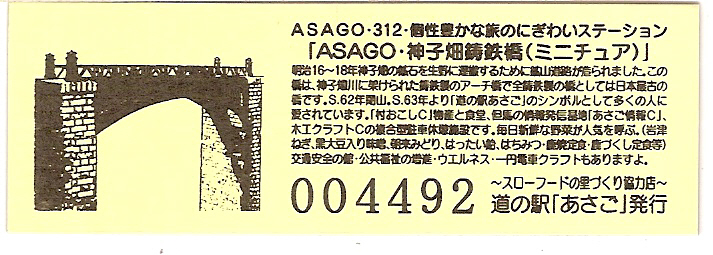 ASAGO・312・個性豊かな旅のにぎわいステーション
「ASAGO・神子畑鋳鉄橋(ミニチュア)」
明治16～18年神子畑の鉱石を生野に運搬するために鉱山道路が造られました。この
橋は、神子畑川に架けられた鋳鉄製のアーチ橋で全鋳鉄製の橋としては日本最古の
橋です。S.62年閉山。S.63年より「道の駅あさご」のシンボルとして多くの人に
愛されています。「村おこしC」物産と食堂、但馬の情報発信基地「あさご情報C」、
木工クラフトCの複合型駐車休憩施設です。毎日新鮮な野菜が人気を呼ぶ。(岩津
ねぎ、黒大豆入り味噌、朝来みどり、はったい飴、はちみつ・鹿焼定食・鹿づくし定食等)
交通安全の館・公共福祉の増進・ウエルネス・一円電車クラフトもありますよ。
004492
～スローフードの里づくり協力店～
道の駅「あさご」発行